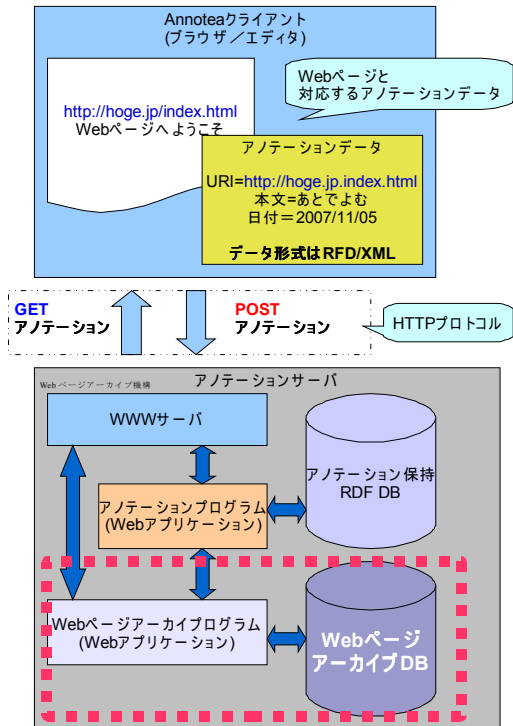 Annoteaクライアント
(ブラウザ／エディタ)
Webページと
対応するアノテーションデータ
http://hoge.jp/index.html
Webページへようこそ
アノテーションデータ
URI=http://hoge.jp.index.html
本文=あとでよむ
日付＝2007/11/05
データ形式はRFD/XML
GET
アノテーション
POST
アノテーション
HTTPプロトコル
Webページアーカイブ機構
アノテーションサーバ
WWWサーバ
アノテーション保持
RDF DB
アノテーションプログラム
(Webアプリケーション)
Webページアーカイブログラム
(Webアプリケーション)
Webページ
アーカイブDB